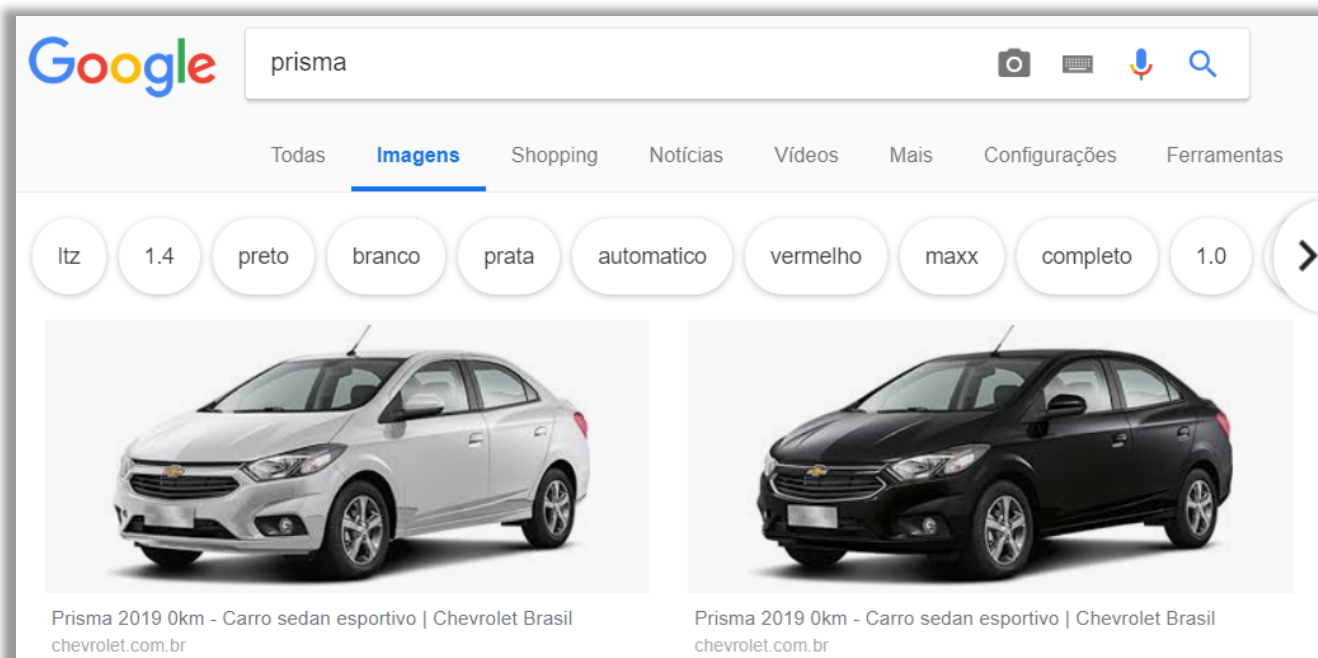 Google prisma
Todas Imagens Shopping Notícias Vídeos Mais Configurações Ferramentas
ltz 1.4 preto branco prata automatico vermelho maxx completo 1.0
Prisma 2019 0km - Carro sedan esportivo | Chevrolet Brasil
chevrolet.com.br
Prisma 2019 0km - Carro sedan esportivo | Chevrolet Brasil
chevrolet.com.br